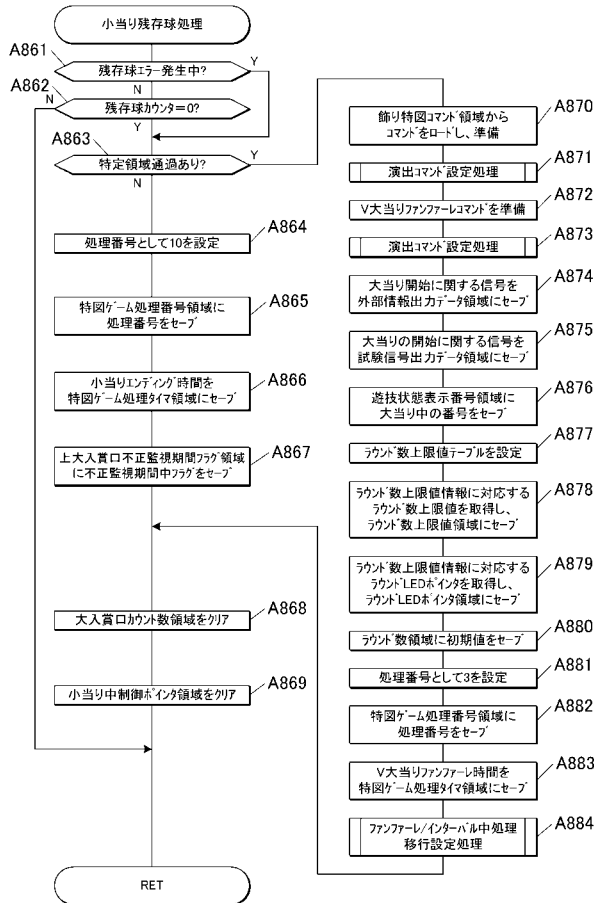 小当り残存球処理
A861
残存球エラー発生中?
Y
N
A862
N
残存球カウンタ=0?
Y
A863
特定領域通過あり?
Y
N
A864
処理番号として10を設定
A865
特図ゲーム処理番号領域に
処理番号をセーブ
A866
小当りエンディング時間を
特図ゲーム処理タイマ領域にセーブ
A867
上大入賞口不正監視期間フラグ領域
に不正監視期間中フラグをセーブ
A868
大入賞口カウント数領域をクリア
A869
小当り中制御ポインタ領域をクリア
RET
A870
飾り特図コマンド領域から
コマンドをロードし、準備
A871
演出コマンド設定処理
A872
V大当りファンファーレコマンドを準備
A873
演出コマンド設定処理
A874
大当り開始に関する信号を
外部情報出力データ領域にセーブ
A875
大当りの開始に関する信号を
試験信号出力データ領域にセーブ
A876
遊技状態表示番号領域に
大当り中の番号をセーブ
A877
ラウンド数上限値テーブルを設定
A878
ラウンド数上限値情報に対応する
ラウンド数上限値を取得し、
ラウンド数上限値領域にセーブ
A879
ラウンド数上限値情報に対応する
ラウンドLEDポインタを取得し、
ラウンドLEDポインタ領域にセーブ
A880
ラウンド数領域に初期値をセーブ
A881
処理番号として3を設定
A882
特図ゲーム処理番号領域に
処理番号をセーブ
A883
V大当りファンファーレ時間を
特図ゲーム処理タイマ領域にセーブ
A884
ファンファーレ/インターバル中処理
移行設定処理